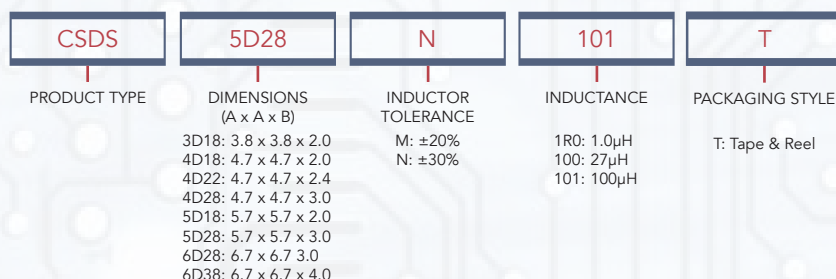 CSDS 5D28 N 101 T
PRODUCT TYPE
DIMENSIONS
(A x A x B)
3D18: 3.8 x 3.8 x 2.0
4D18: 4.7 x 4.7 x 2.0
4D22: 4.7 x 4.7 x 2.4
4D28: 4.7 x 4.7 x 3.0
5D18: 5.7 x 5.7 x 2.0
5D28: 5.7 x 5.7 x 3.0
6D28: 6.7 x 6.7 3.0
6D38: 6.7 x 6.7 x 4.0
INDUCTOR
TOLERANCE
M: ±20%
N: ±30%
INDUCTANCE
1R0: 1.0µH
100: 27µH
101: 100µH
PACKAGING STYLE
T: Tape & Reel